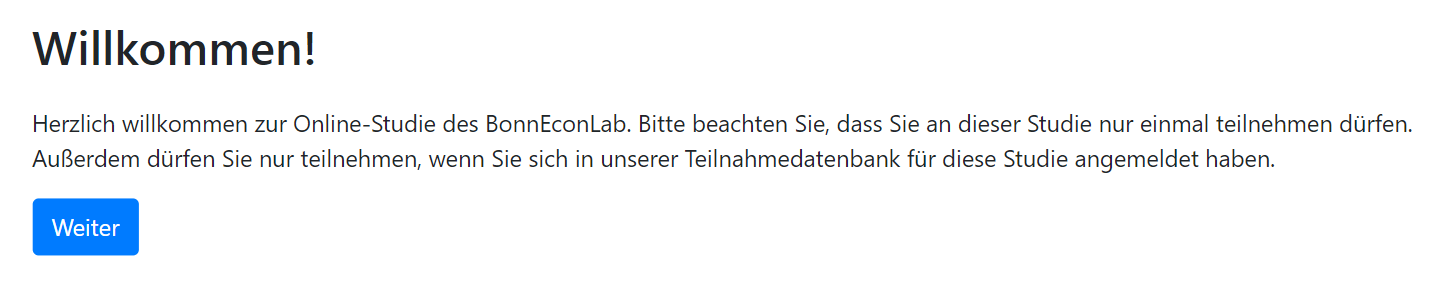 Willkommen!
Herzlich willkommen zur Online-Studie des BonnEconLab. Bitte beachten Sie, dass Sie an dieser Studie nur einmal teilnehmen dürfen.
Außerdem dürfen Sie nur teilnehmen, wenn Sie sich in unserer Teilnahmedatenbank für diese Studie angemeldet haben.
Weiter